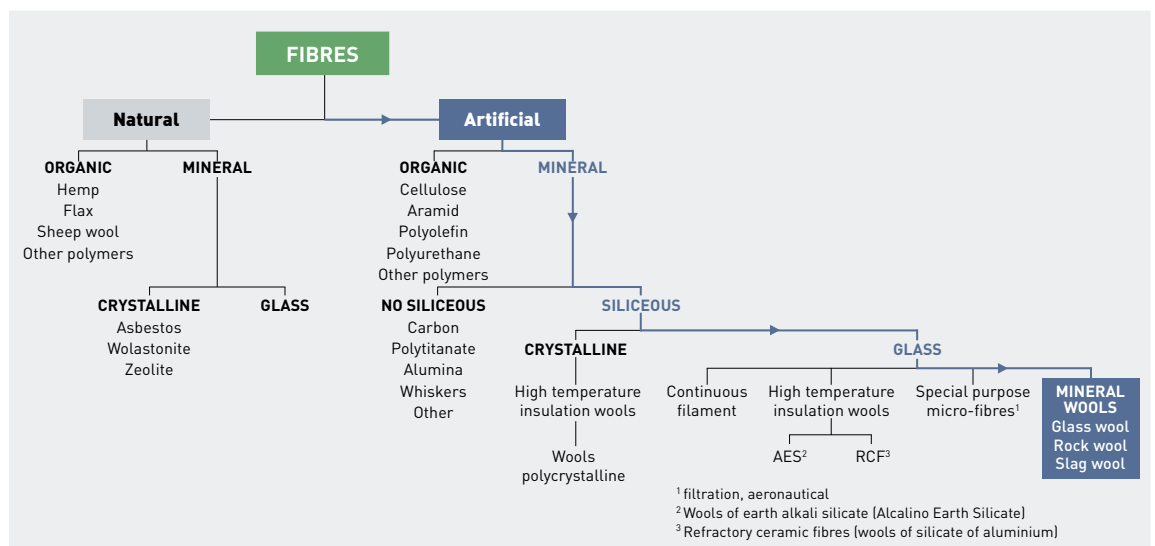 FIBRES
Natural
Artificial
ORGANIC
Hemp
Flax
Sheep wool
Other polymers
MINERAL
CRYSTALLINE
Asbestos
Wolastonite
Zeolite
GLASS
ORGANIC
Cellulose
Aramid
Polyolefin
Polyurethane
Other polymers
MINERAL
NO SILICEOUS
Carbon
Polytitanate
Alumina
Whiskers
Other
SILICEOUS
CRYSTALLINE
High temperature
insulation wools
Wools
polycrystalline
GLASS
Continuous
filament
High temperature
insulation wools
AES²
RCF³
Special purpose
micro-fibres¹
MINERAL
WOOLS
Glass wool
Rock wool
Slag wool
¹ filtration, aeronautical
² Wools of earth alkali silicate (Alcalino Earth Silicate)
³ Refractory ceramic fibres (wools of silicate of aluminium)